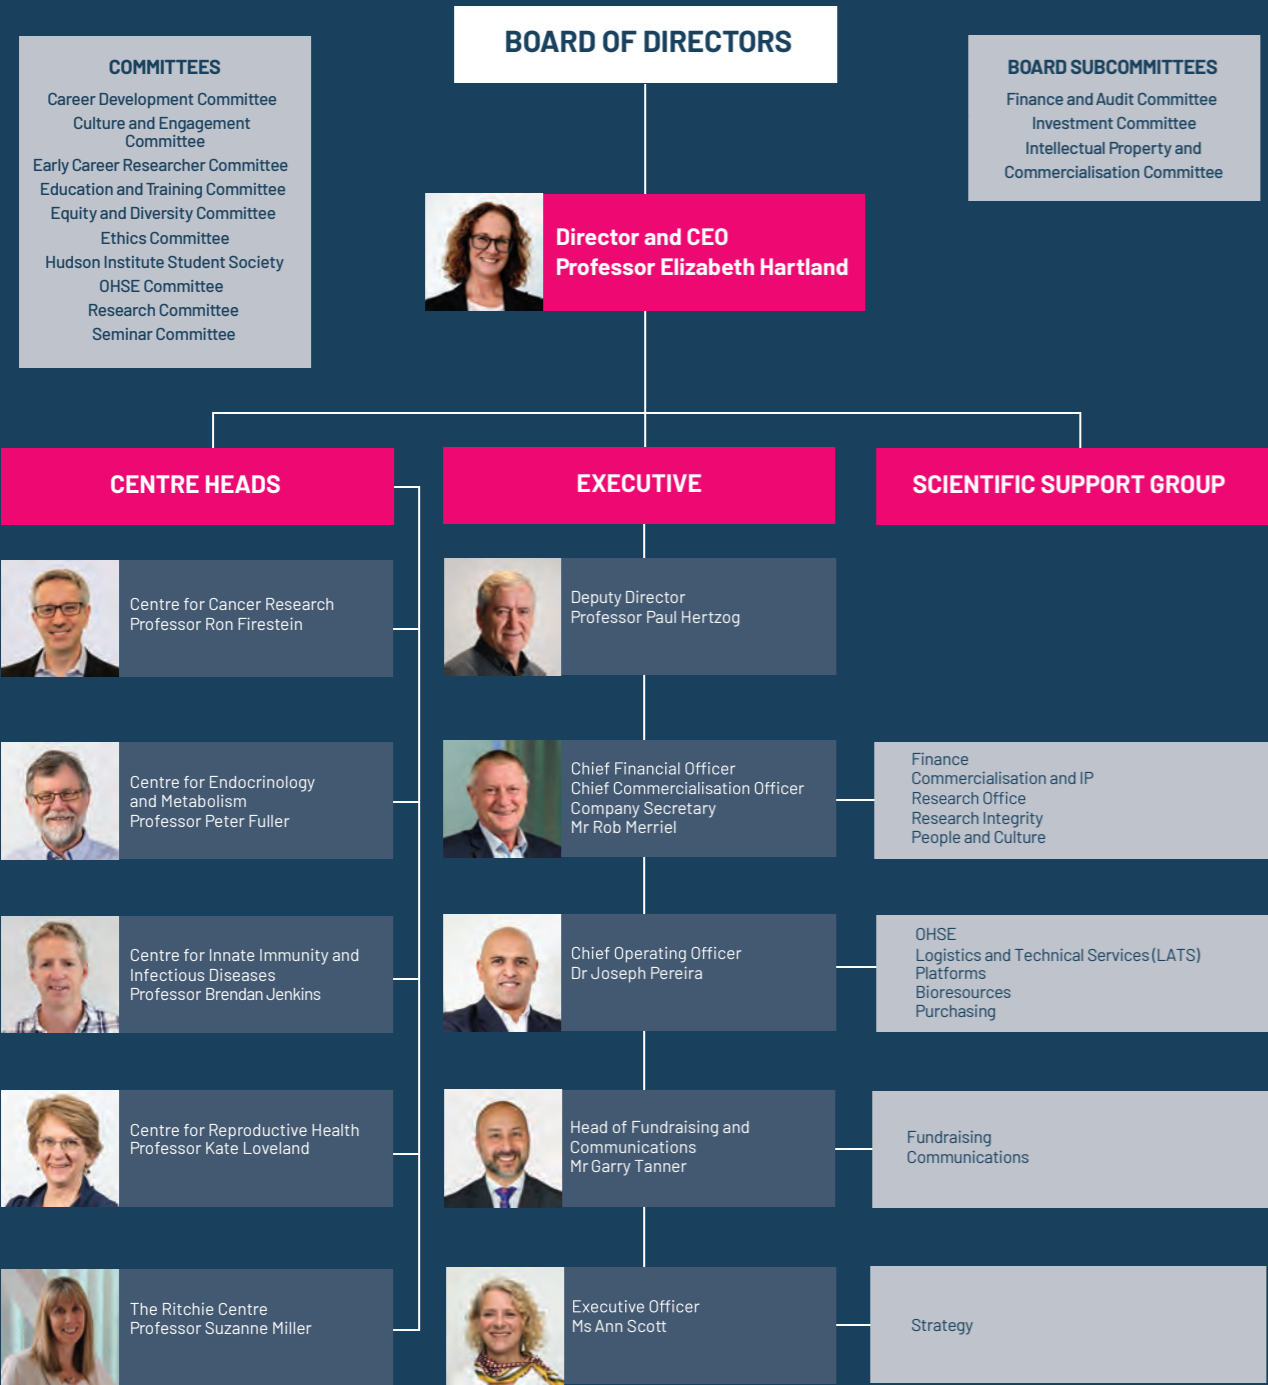 BOARD OF DIRECTORS
COMMITTEES
Career Development Committee
Culture and Engagement
Committee
Early Career Researcher Committee
Education and Training Committee
Equity and Diversity Committee
Ethics Committee
Hudson Institute Student Society
OHSE Committee
Research Committee
Seminar Committee
BOARD SUBCOMMITTEES
Finance and Audit Committee
Investment Committee
Intellectual Property and
Commercialisation Committee
Director and CEO
Professor Elizabeth Hartland
CENTRE HEADS
Centre for Cancer Research
Professor Ron Firestein
Centre for Endocrinology
and Metabolism
Professor Peter Fuller
Centre for Innate Immunity and
Infectious Diseases
Professor Brendan Jenkins
Centre for Reproductive Health
Professor Kate Loveland
The Ritchie Centre
Professor Suzanne Miller
EXECUTIVE
Deputy Director
Professor Paul Hertzog
Chief Financial Officer
Chief Commercialisation Officer
Company Secretary
Mr Rob Merriel
Chief Operating Officer
Dr Joseph Pereira
Head of Fundraising and
Communications
Mr Garry Tanner
Executive Officer
Ms Ann Scott
SCIENTIFIC SUPPORT GROUP
Finance
Commercialisation and IP
Research Office
Research Integrity
People and Culture
OHSE
Logistics and Technical Services (LATS)
Platforms
Bioresources
Purchasing
Fundraising
Communications
Strategy